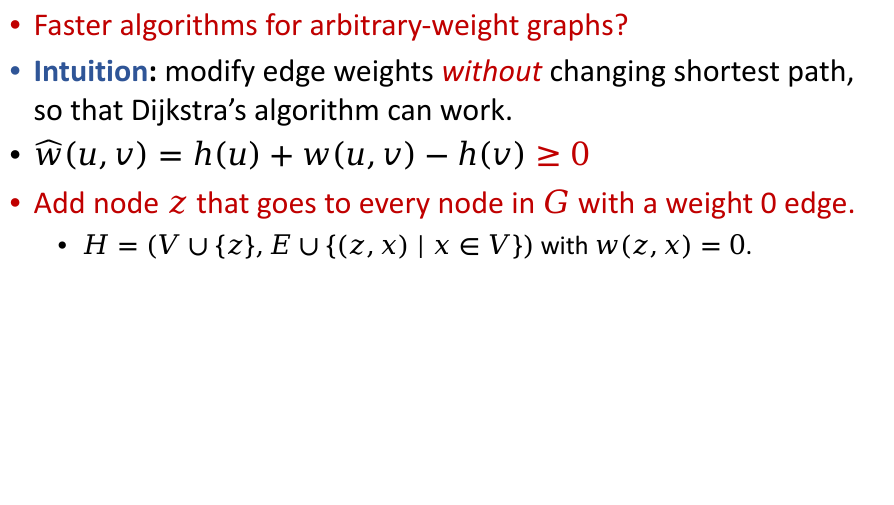 • Faster algorithms for arbitrary-weight graphs?
• Intuition: modify edge weights without changing shortest path,
so that Dijkstra’s algorithm can work.
• ŵ(u, v) = h(u) + w(u, v) − h(v) ≥ 0
• Add node z that goes to every node in G with a weight 0 edge.
• H = (V ∪ {z}, E ∪ {(z, x) | x ∈ V}) with w(z, x) = 0.